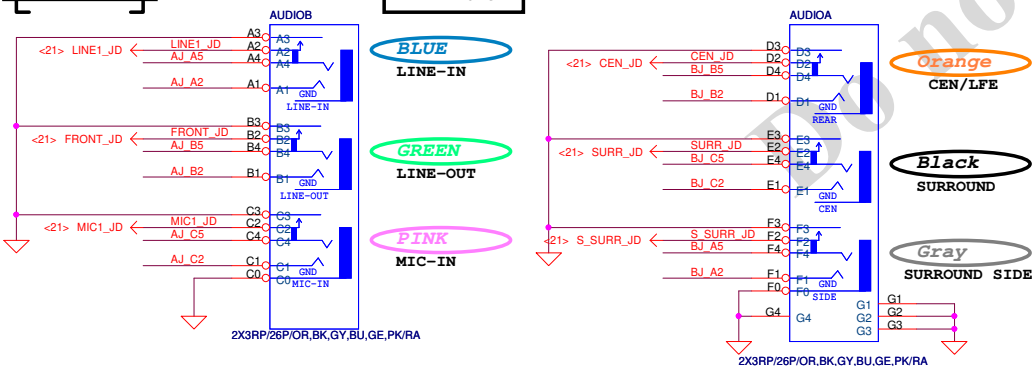 AUDIOB
A3
A3
<21> LINE1_JD
LINE1_JD
A2
A2
AJ_A5
A4
A4
AJ_A2
A1
A1
GND
LINE-IN
BLUE
LINE-IN
B3
B3
<21> FRONT_JD
FRONT_JD
B2
B2
AJ_B5
B4
B4
AJ_B2
B1
B1
GND
LINE-OUT
GREEN
LINE-OUT
C3
C3
<21> MIC1_JD
MIC1_JD
C2
C2
AJ_C5
C4
C4
AJ_C2
C1
C1
C0
C0
GND
MIC-IN
PINK
MIC-IN
2X3RP/26P/OR,BK,GY,BU,GE,PK/RA
AUDIOA
D3
D3
<21> CEN_JD
CEN_JD
D2
D2
BJ_B5
D4
D4
BJ_B2
D1
D1
GND
REAR
Orange
CEN/LFE
E3
E3
<21> SURR_JD
SURR_JD
E2
E2
BJ_C5
E4
E4
BJ_C2
E1
E1
GND
CEN
Black
SURROUND
F3
F3
<21> S_SURR_JD
S_SURR_JD
F2
F2
BJ_A5
F4
F4
BJ_A2
F1
F1
F0
F0
GND
SIDE
Gray
SURROUND SIDE
G4
G4
G1
G1
G2
G2
G3
G3
2X3RP/26P/OR,BK,GY,BU,GE,PK/RA
Do no